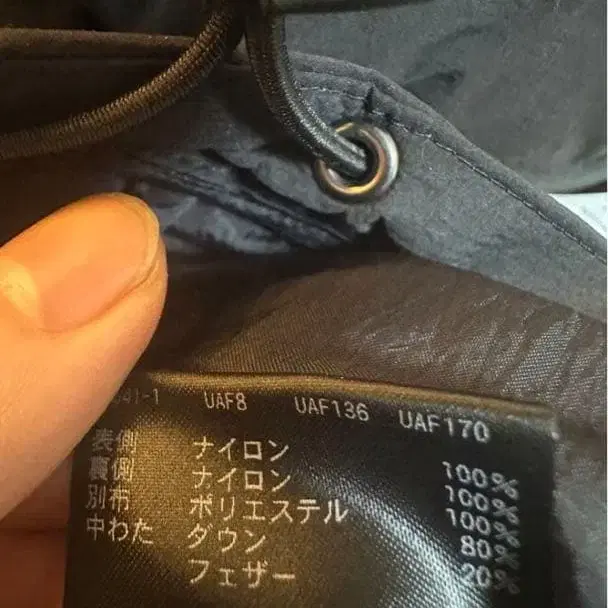 41-1 UAF8 UAF136 UAF170
表側 ナイロン 100%
裏側 ナイロン 100%
別布 ポリエステル 100%
中わた ダウン 80%
フェザー 20%